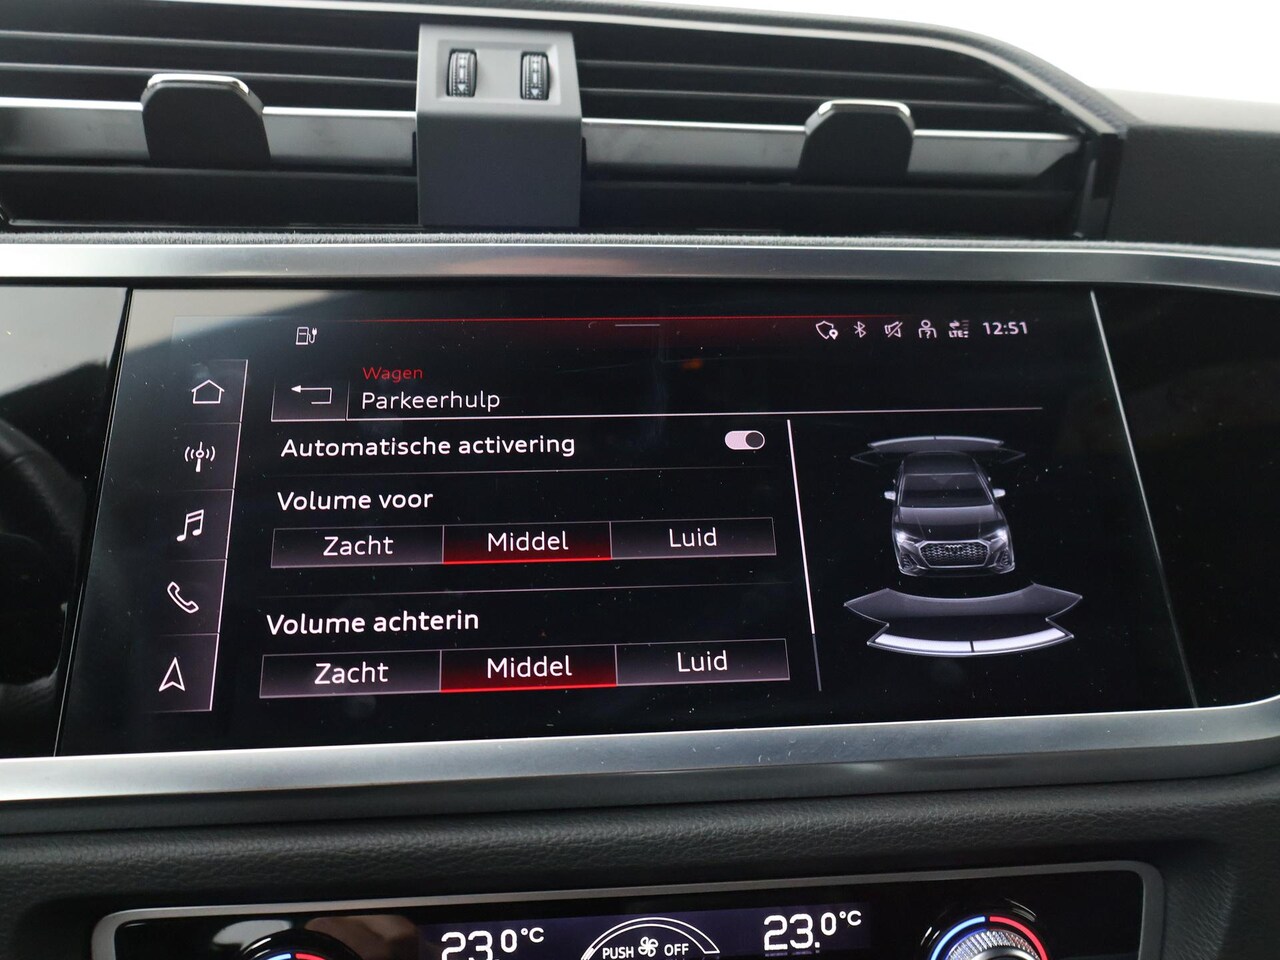 LTE 12:51
Wagen
Parkeerhulp
Automatische activering
Volume voor
Zacht Middel Luid
Volume achterin
Zacht Middel Luid
23.0°C PUSH OFF 23.0°C